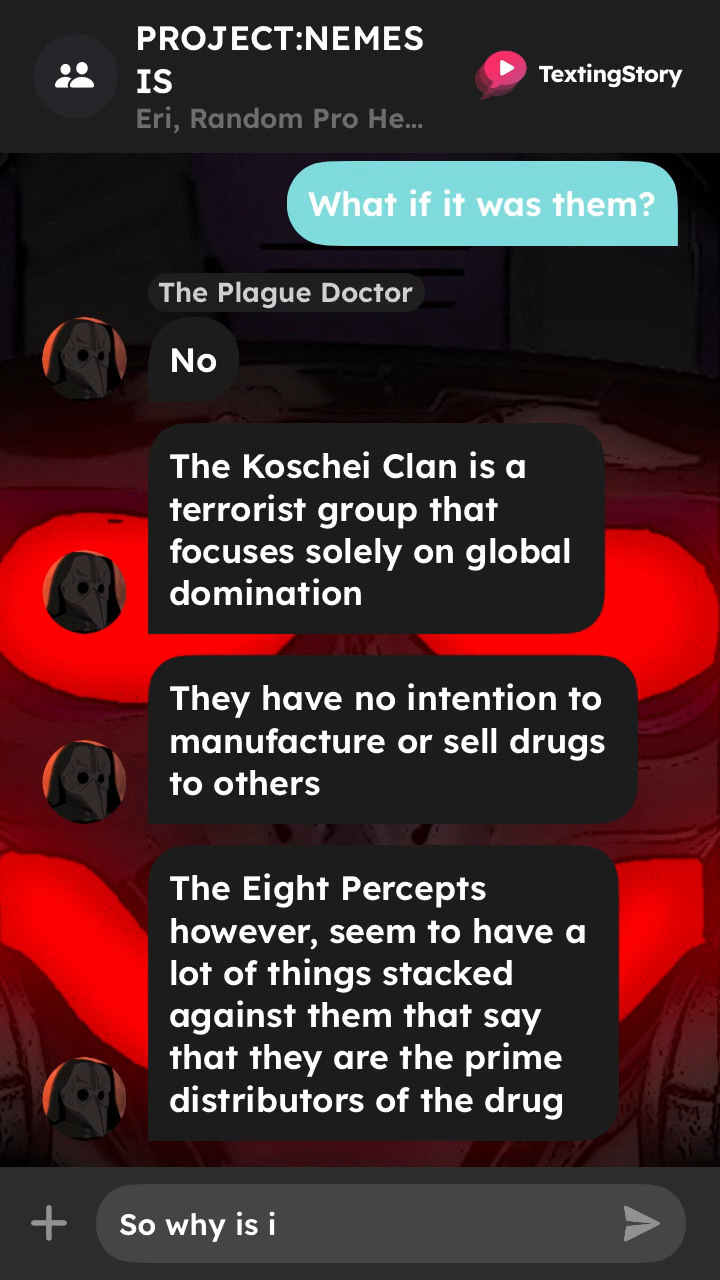 PROJECT:NEMES
IS
Eri, Random Pro He...
TextingStory
What if it was them?
The Plague Doctor
No
The Koschei Clan is a
terrorist group that
focuses solely on global
domination
They have no intention to
manufacture or sell drugs
to others
The Eight Percepts
however, seem to have a
lot of things stacked
against them that say
that they are the prime
distributors of the drug
So why is i